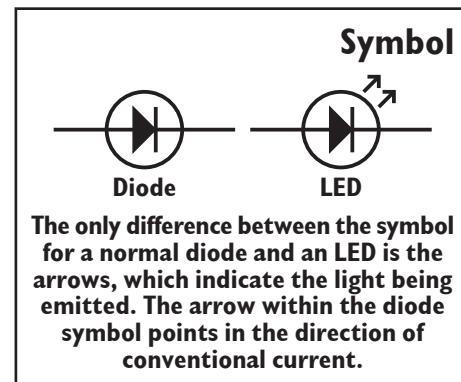 Symbol
Diode LED
The only difference between the symbol
for a normal diode and an LED is the
arrows, which indicate the light being
emitted. The arrow within the diode
symbol points in the direction of
conventional current.